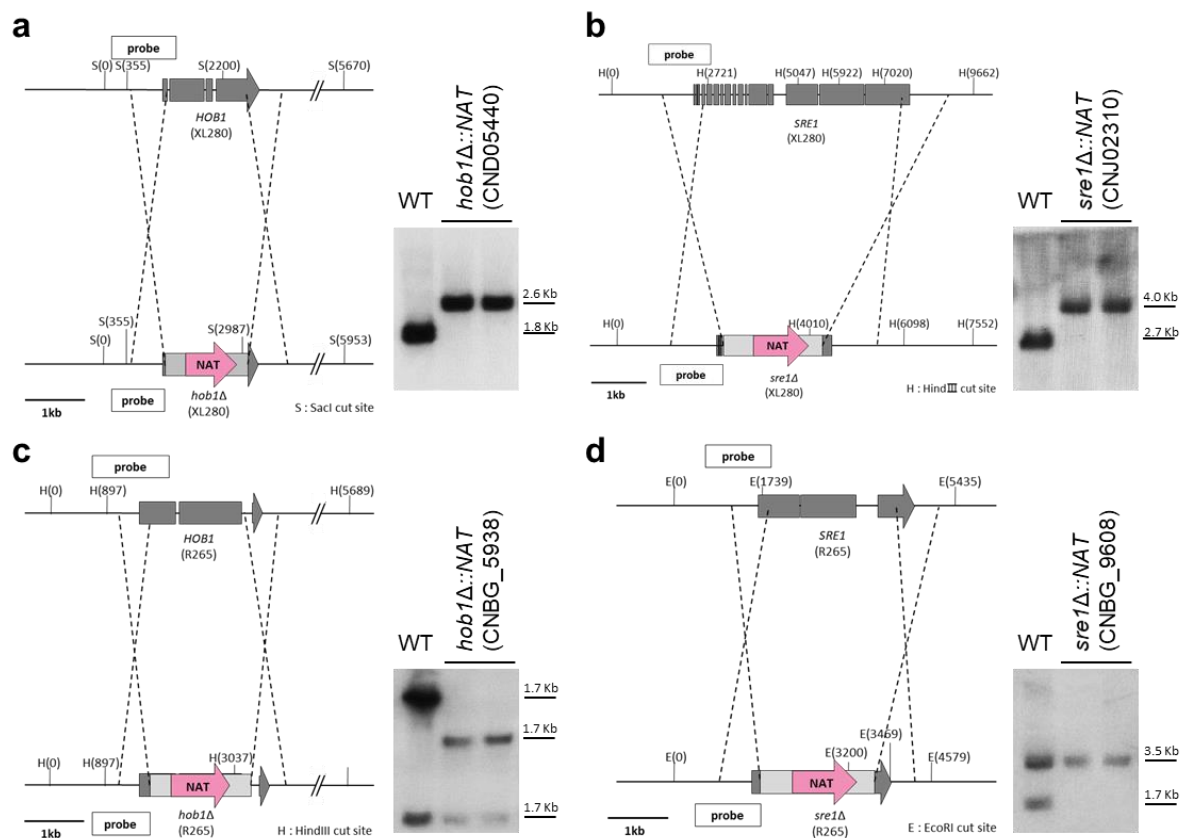 a
probe
S(0) S(355) S(2200) S(5670)
HOB1
(XL280)
S(355)
S(0) S(2987) S(5953)
NAT
probe
hob1Δ
(XL280)
1kb
S : SacI cut site
WT
hob1Δ::NAT
(CND05440)
2.6 Kb
1.8 Kb
b
probe
H(0) H(2721) H(5047) H(5922) H(7020) H(9662)
SRE1
(XL280)
H(0) H(4010) H(6098) H(7552)
NAT
probe
sre1Δ
(XL280)
1kb
H : HindⅢ cut site
WT
sre1Δ::NAT
(CNJ02310)
4.0 Kb
2.7 Kb
c
probe
H(0) H(897) H(5689)
HOB1
(R265)
H(0) H(897) H(3037)
NAT
probe
hob1Δ
(R265)
1kb
H : HindIII cut site
WT
hob1Δ::NAT
(CNBG_5938)
1.7 Kb
1.7 Kb
1.7 Kb
d
probe
E(0) E(1739) E(5435)
SRE1
(R265)
E(0) E(3200) E(3469) E(4579)
NAT
probe
sre1Δ
(R265)
1kb
E : EcoRI cut site
WT
sre1Δ::NAT
(CNBG_9608)
3.5 Kb
1.7 Kb